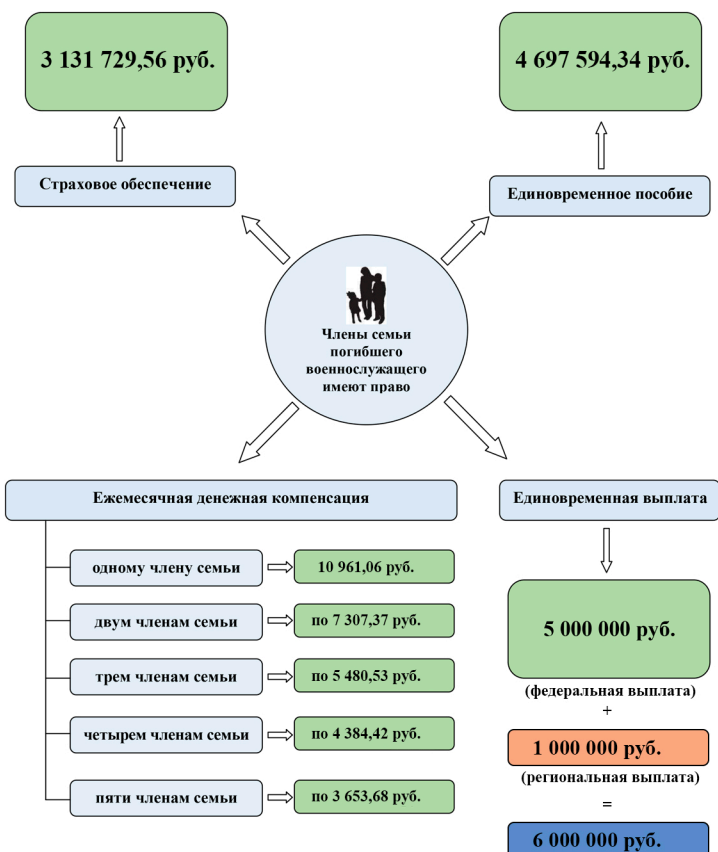 3 131 729,56 руб.
4 697 594,34 руб.
Страховое обеспечение
Единовременное пособие
Члены семьи
погибшего
военнослужащего
имеют право
Ежемесячная денежная компенсация
одному члену семьи
10 961,06 руб.
двум членам семьи
по 7 307,37 руб.
трем членам семьи
по 5 480,53 руб.
четырем членам семьи
по 4 384,42 руб.
пяти членам семьи
по 3 653,68 руб.
Единовременная выплата
5 000 000 руб.
(федеральная выплата)
+
1 000 000 руб.
(региональная выплата)
=
6 000 000 руб.